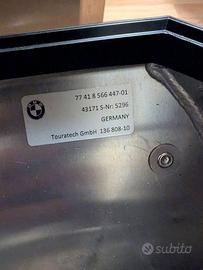 77 41 8 566 447-01
43171 S-Nr: 5296
GERMANY
Touratech GmbH 136 808-10
subito